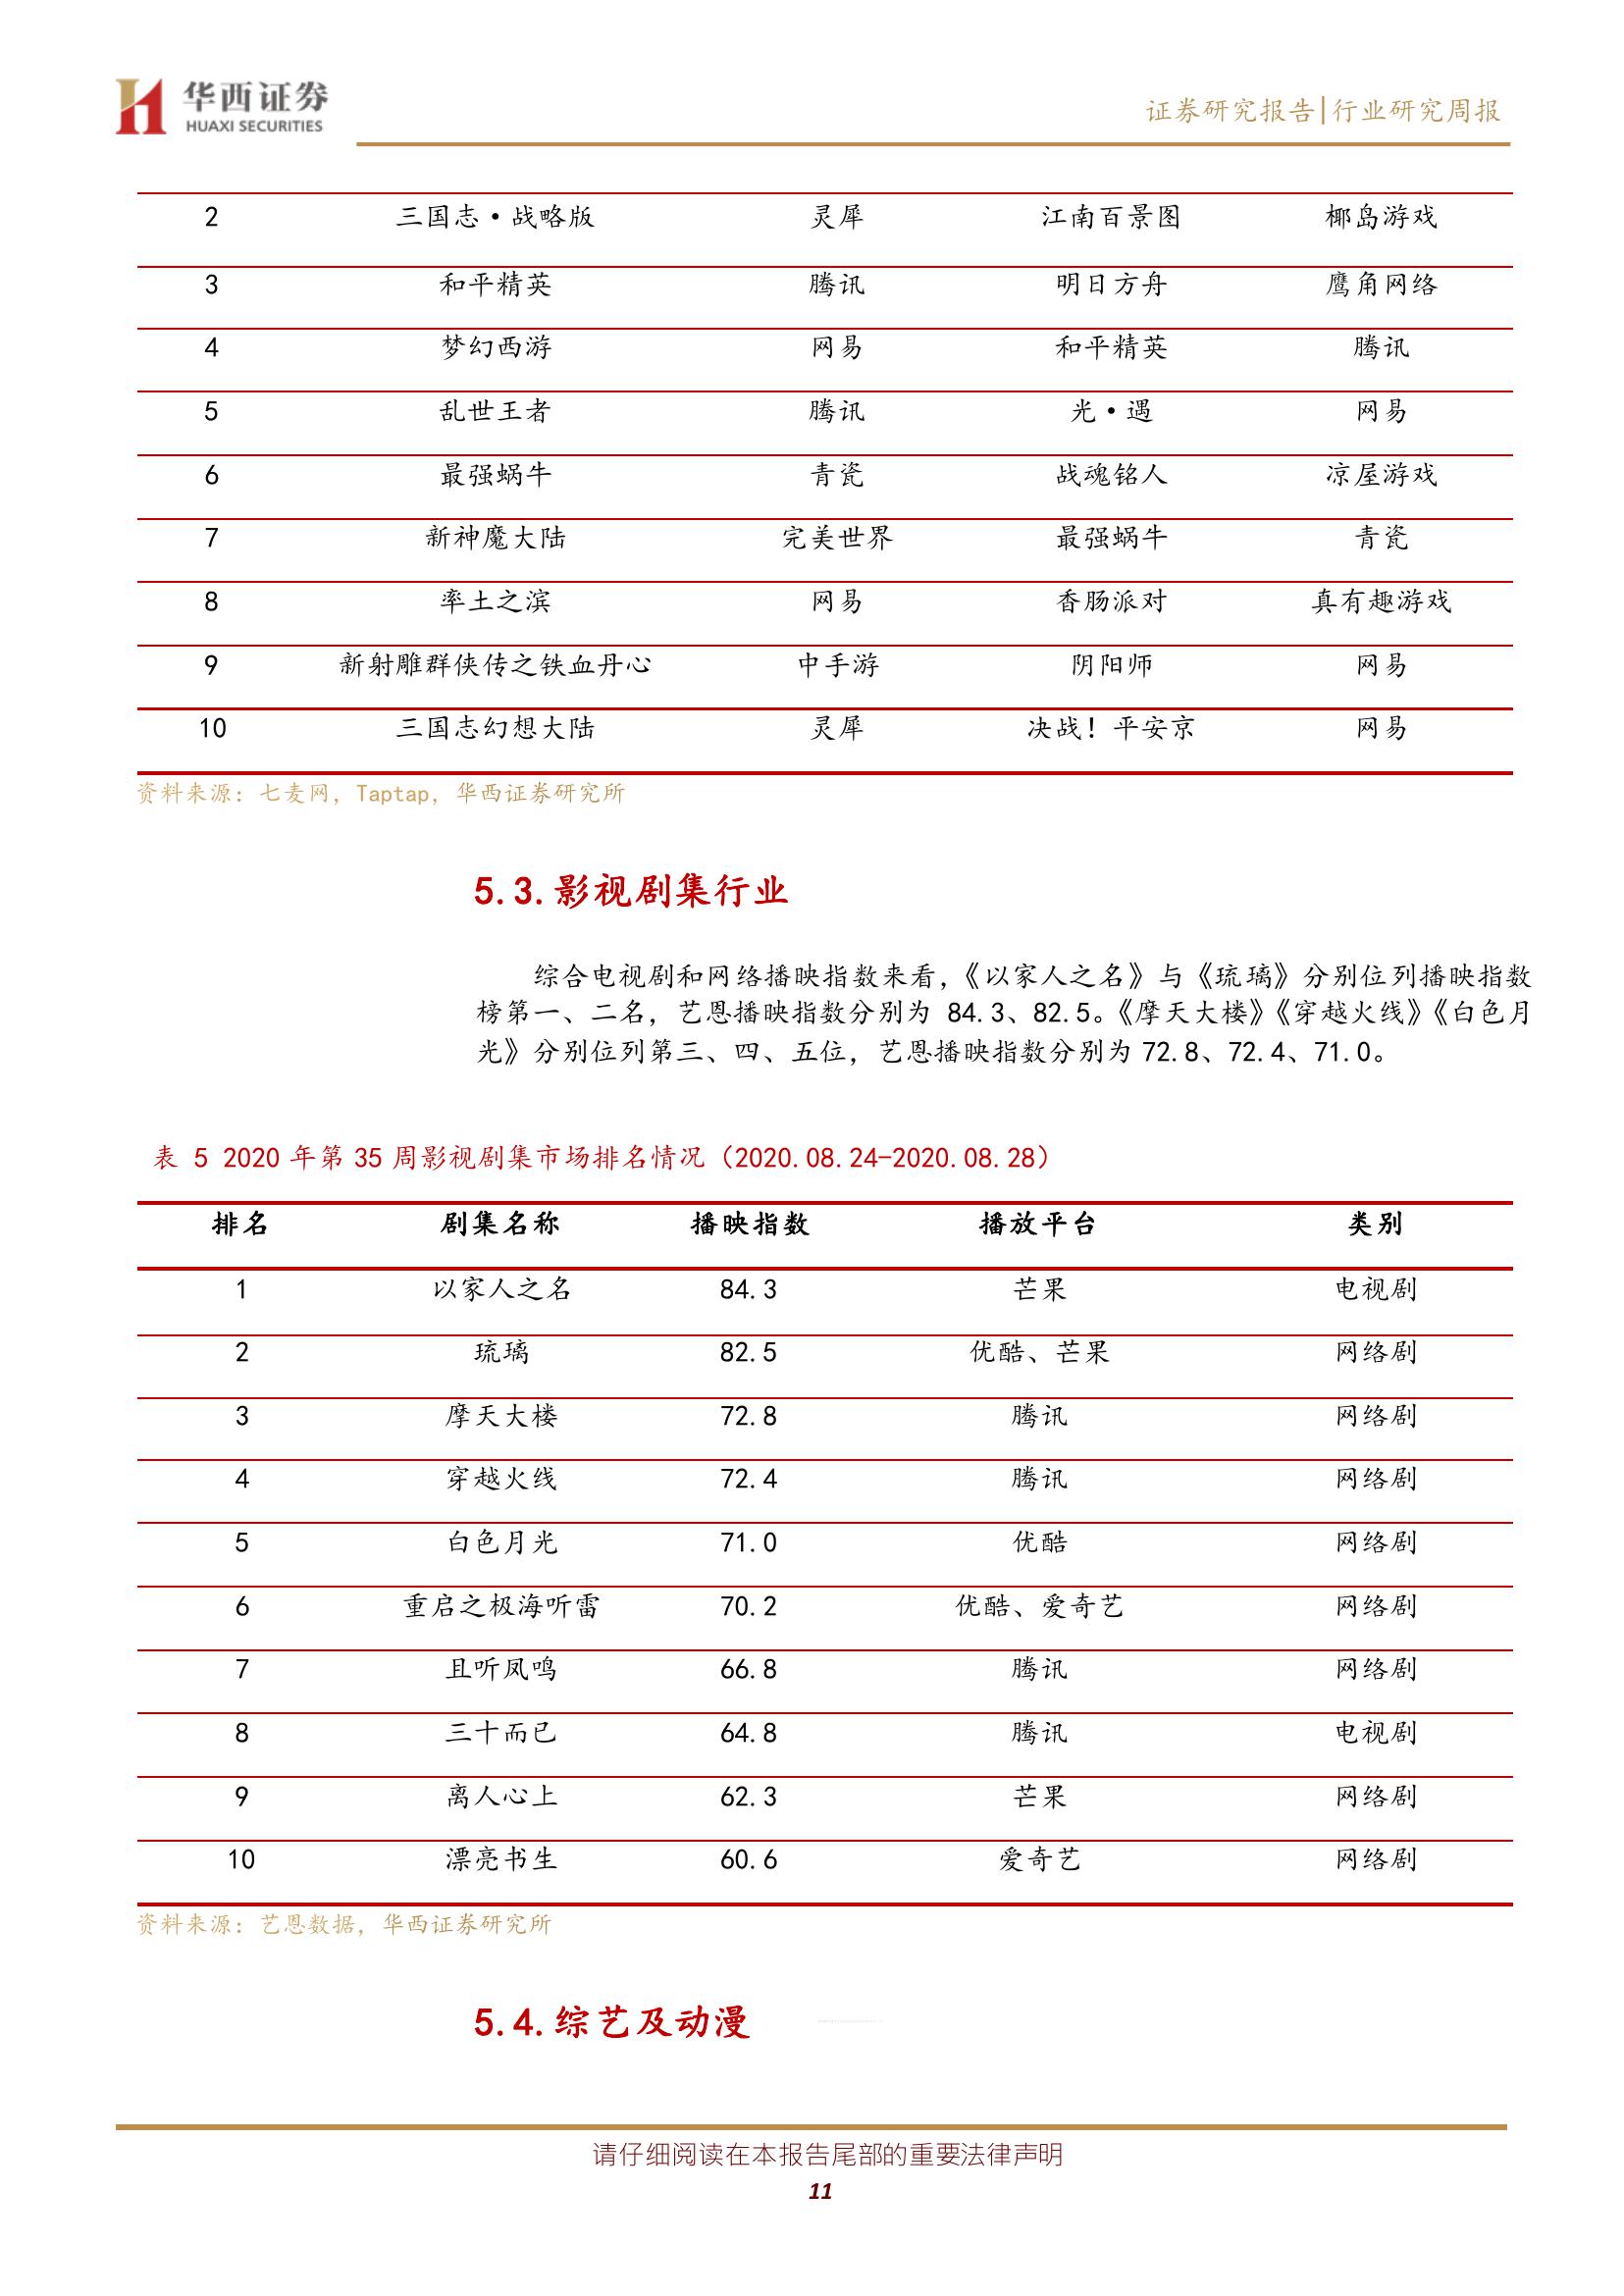 华西证券
HUAXI SECURITIES
证券研究报告|行业研究周报
2 三国志·战略版 灵犀 江南百景图 椰岛游戏
3 和平精英 腾讯 明日方舟 鹰角网络
4 梦幻西游 网易 和平精英 腾讯
5 乱世王者 腾讯 光·遇 网易
6 最强蜗牛 青瓷 战魂铭人 凉屋游戏
7 新神魔大陆 完美世界 最强蜗牛 青瓷
8 率土之滨 网易 香肠派对 真有趣游戏
9 新射雕群侠传之铁血丹心 中手游 阴阳师 网易
10 三国志幻想大陆 灵犀 决战！平安京 网易
资料来源：七麦网，Taptap，华西证券研究所
5.3.影视剧集行业
综合电视剧和网络播映指数来看，《以家人之名》与《琉璃》分别位列播映指数
榜第一、二名，艺恩播映指数分别为 84.3、82.5。《摩天大楼》《穿越火线》《白色月
光》分别位列第三、四、五位，艺恩播映指数分别为 72.8、72.4、71.0。
表 5 2020 年第 35 周影视剧集市场排名情况（2020.08.24-2020.08.28）
排名 剧集名称 播映指数 播放平台 类别
1 以家人之名 84.3 芒果 电视剧
2 琉璃 82.5 优酷、芒果 网络剧
3 摩天大楼 72.8 腾讯 网络剧
4 穿越火线 72.4 腾讯 网络剧
5 白色月光 71.0 优酷 网络剧
6 重启之极海听雷 70.2 优酷、爱奇艺 网络剧
7 且听凤鸣 66.8 腾讯 网络剧
8 三十而已 64.8 腾讯 电视剧
9 离人心上 62.3 芒果 网络剧
10 漂亮书生 60.6 爱奇艺 网络剧
资料来源：艺恩数据，华西证券研究所
5.4.综艺及动漫
请仔细阅读在本报告尾部的重要法律声明
11